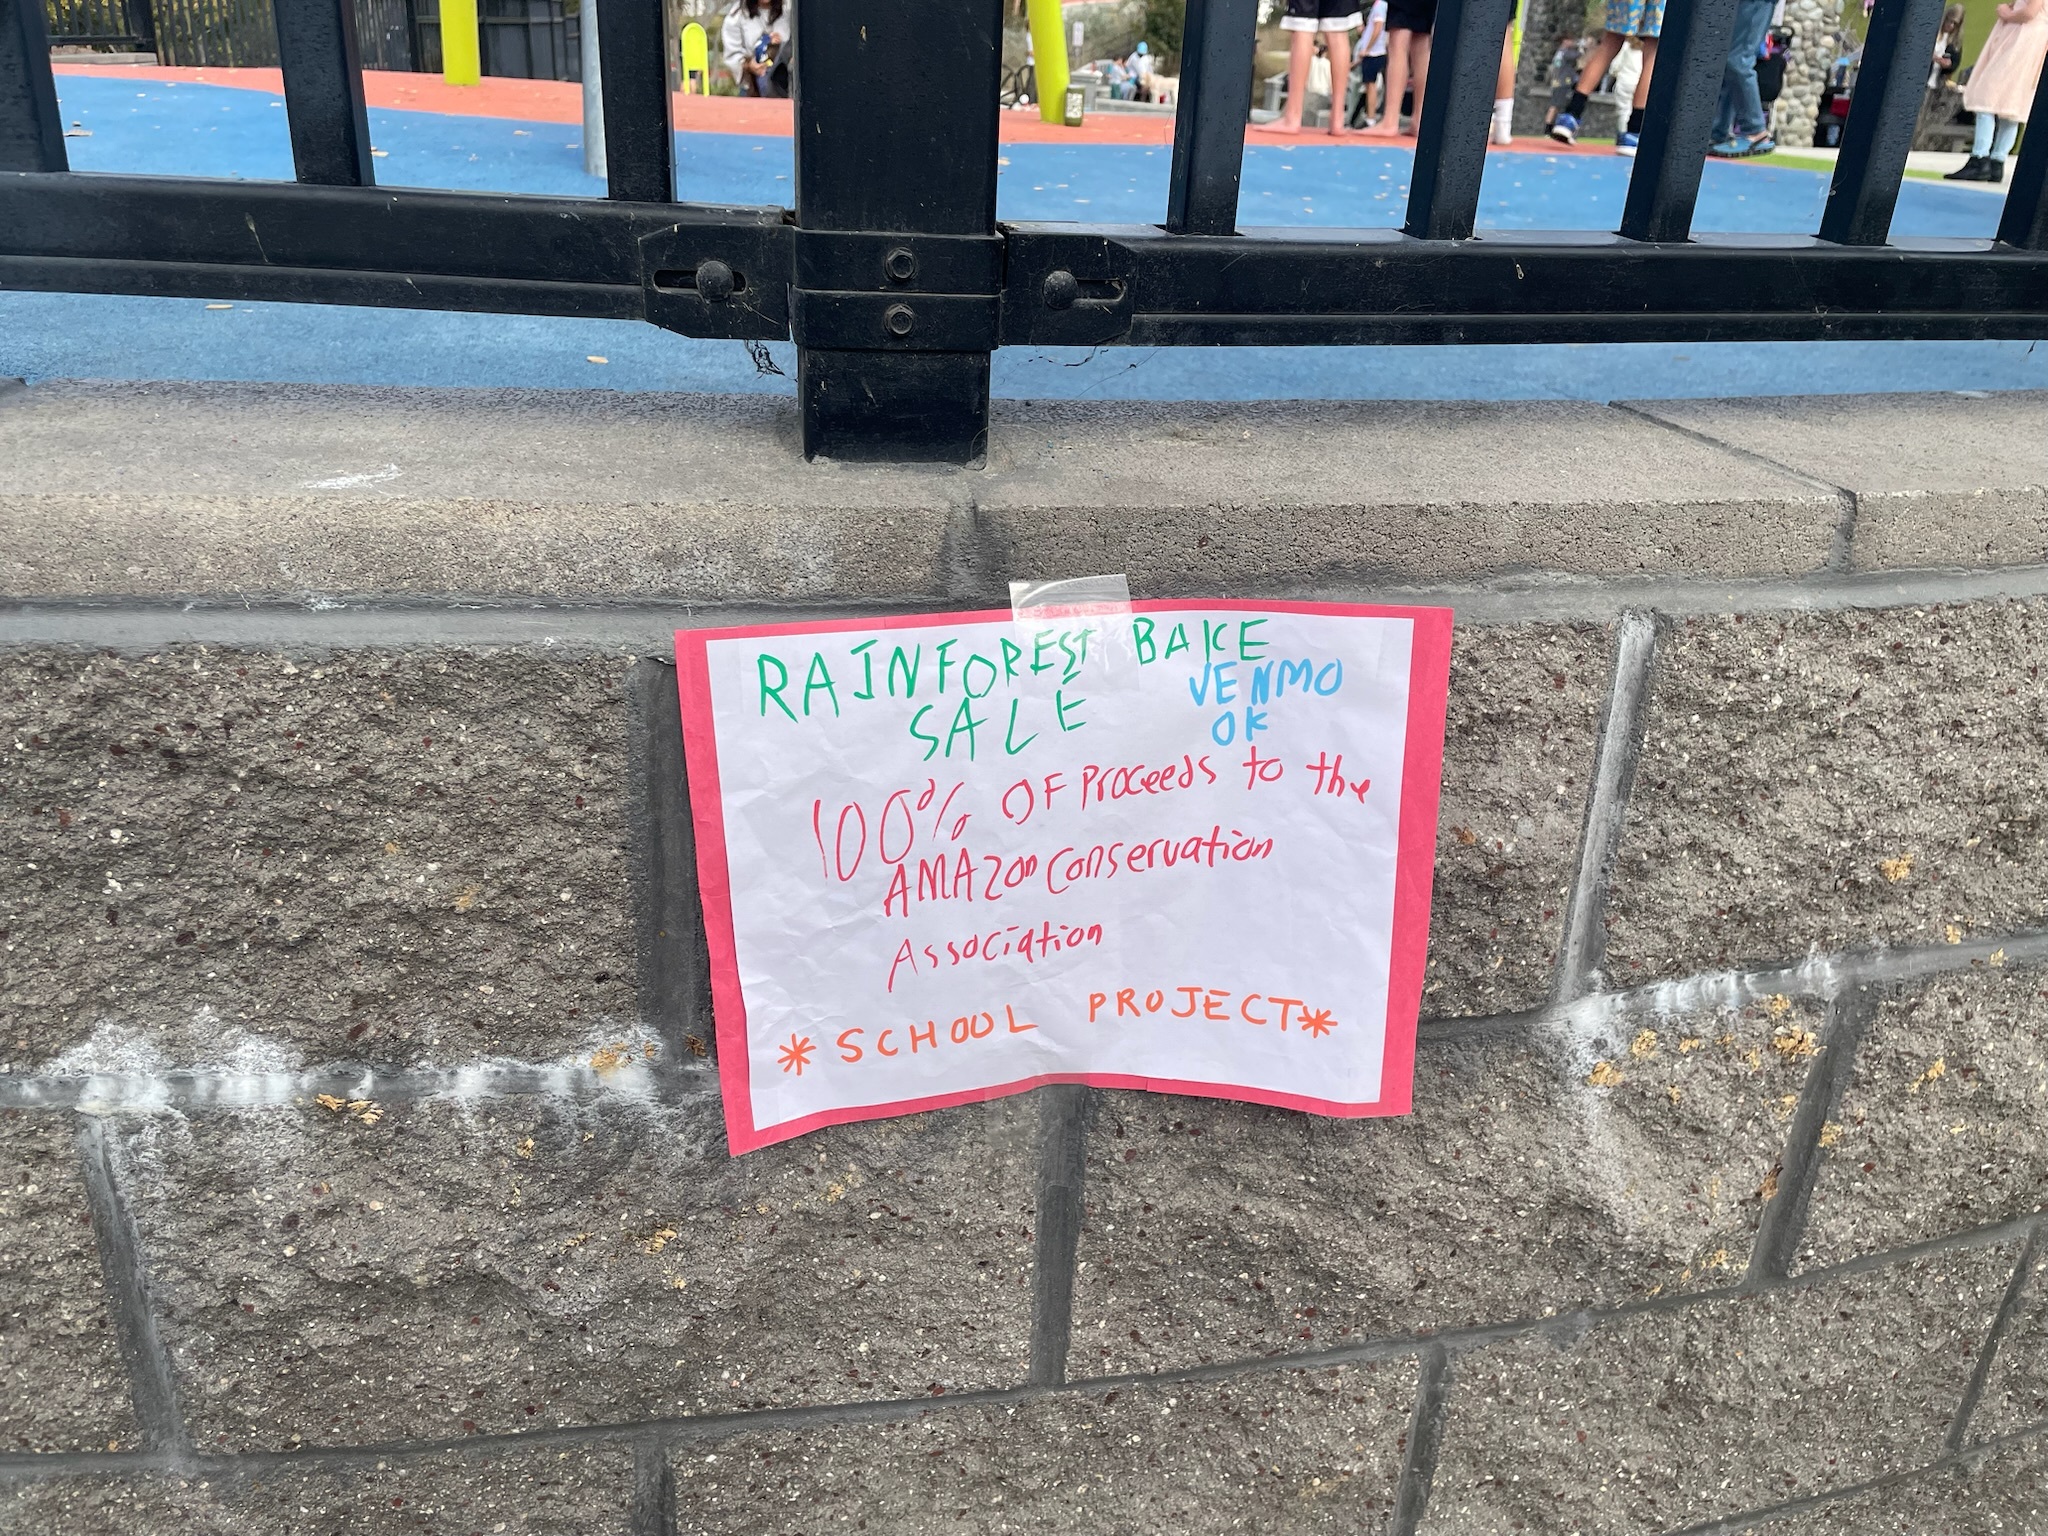 RAINFOREST BAKE
SALE
VENMO
OK
100% OF Proceeds to the
AMAZon Conservation
Association
*SCHOOL PROJECT*